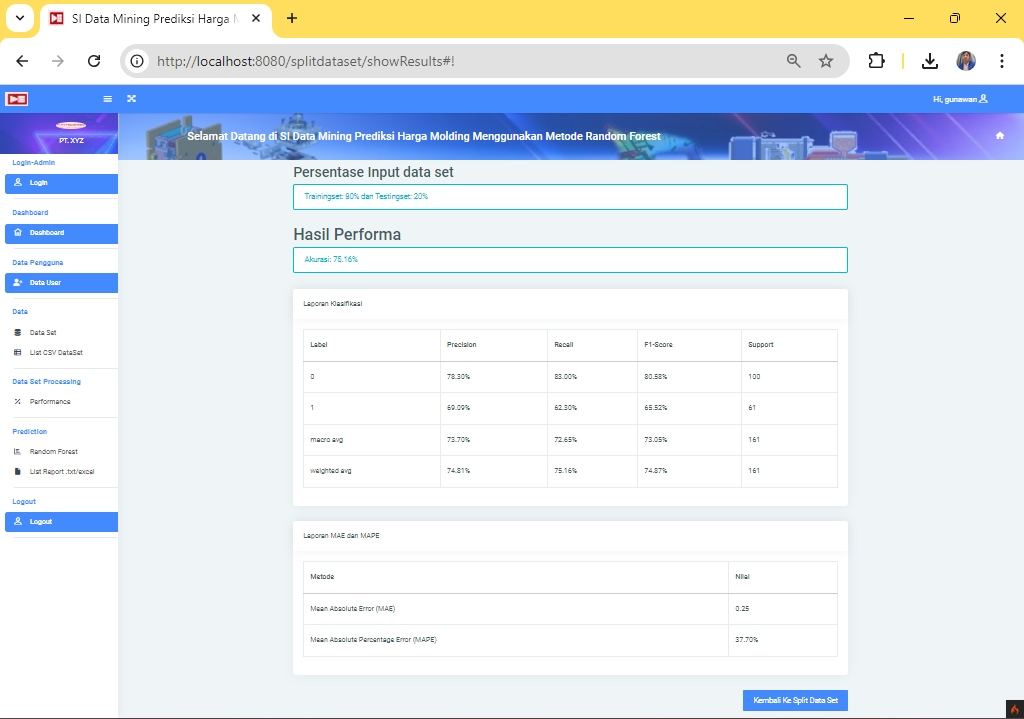 SI Data Mining Prediksi Harga M
http://localhost:8080/splitdataset/showResults#!
Hi, gunawan
PT. XYZ
Selamat Datang di SI Data Mining Prediksi Harga Molding Menggunakan Metode Random Forest
Login-Admin
Login
Dashboard
Dashboard
Data Pengguna
Data User
Data
Data Set
List CSV DataSet
Data Set Processing
Performance
Prediction
Random Forest
List Report .txt/excel
Logout
Logout
Persentase Input data set
Trainingset: 80% dan Testingset: 20%
Hasil Performa
Akurasi: 75.16%
Laporan Klasifikasi
Label Precision Recall F1-Score Support
0 78.30% 83.00% 80.58% 100
1 69.09% 62.30% 65.52% 61
macro avg 73.70% 72.65% 73.05% 161
weighted avg 74.81% 75.16% 74.87% 161
Laporan MAE dan MAPE
Metode Nilai
Mean Absolute Error (MAE) 0.25
Mean Absolute Percentage Error (MAPE) 37.70%
Kembali Ke Split Data Set